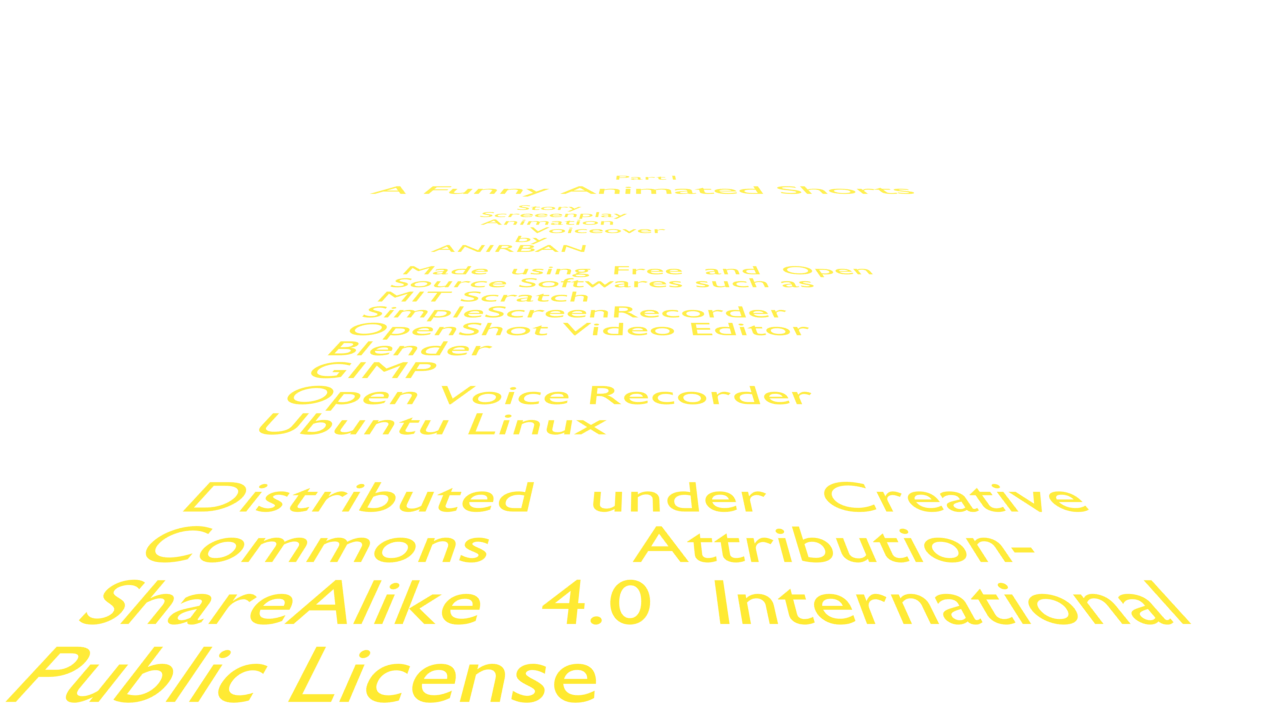 Part1
A Funny Animated Shorts
Story
Screeenplay
Animation
Voiceover
by
ANIRBAN
Made using Free and Open
Source Softwares such as
MIT Scratch
SimpleScreenRecorder
OpenShot Video Editor
Blender
GIMP
Open Voice Recorder
Ubuntu Linux
Distributed under Creative
Commons Attribution-
ShareAlike 4.0 International
Public License